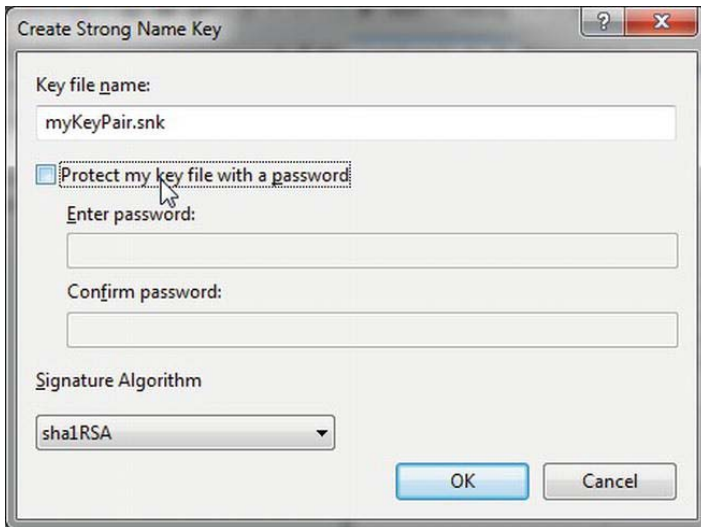 Create Strong Name Key
?
Key file name:
myKeyPair.snk
Protect my key file with a password
Enter password:
Confirm password:
Signature Algorithm
sha1RSA
OK Cancel